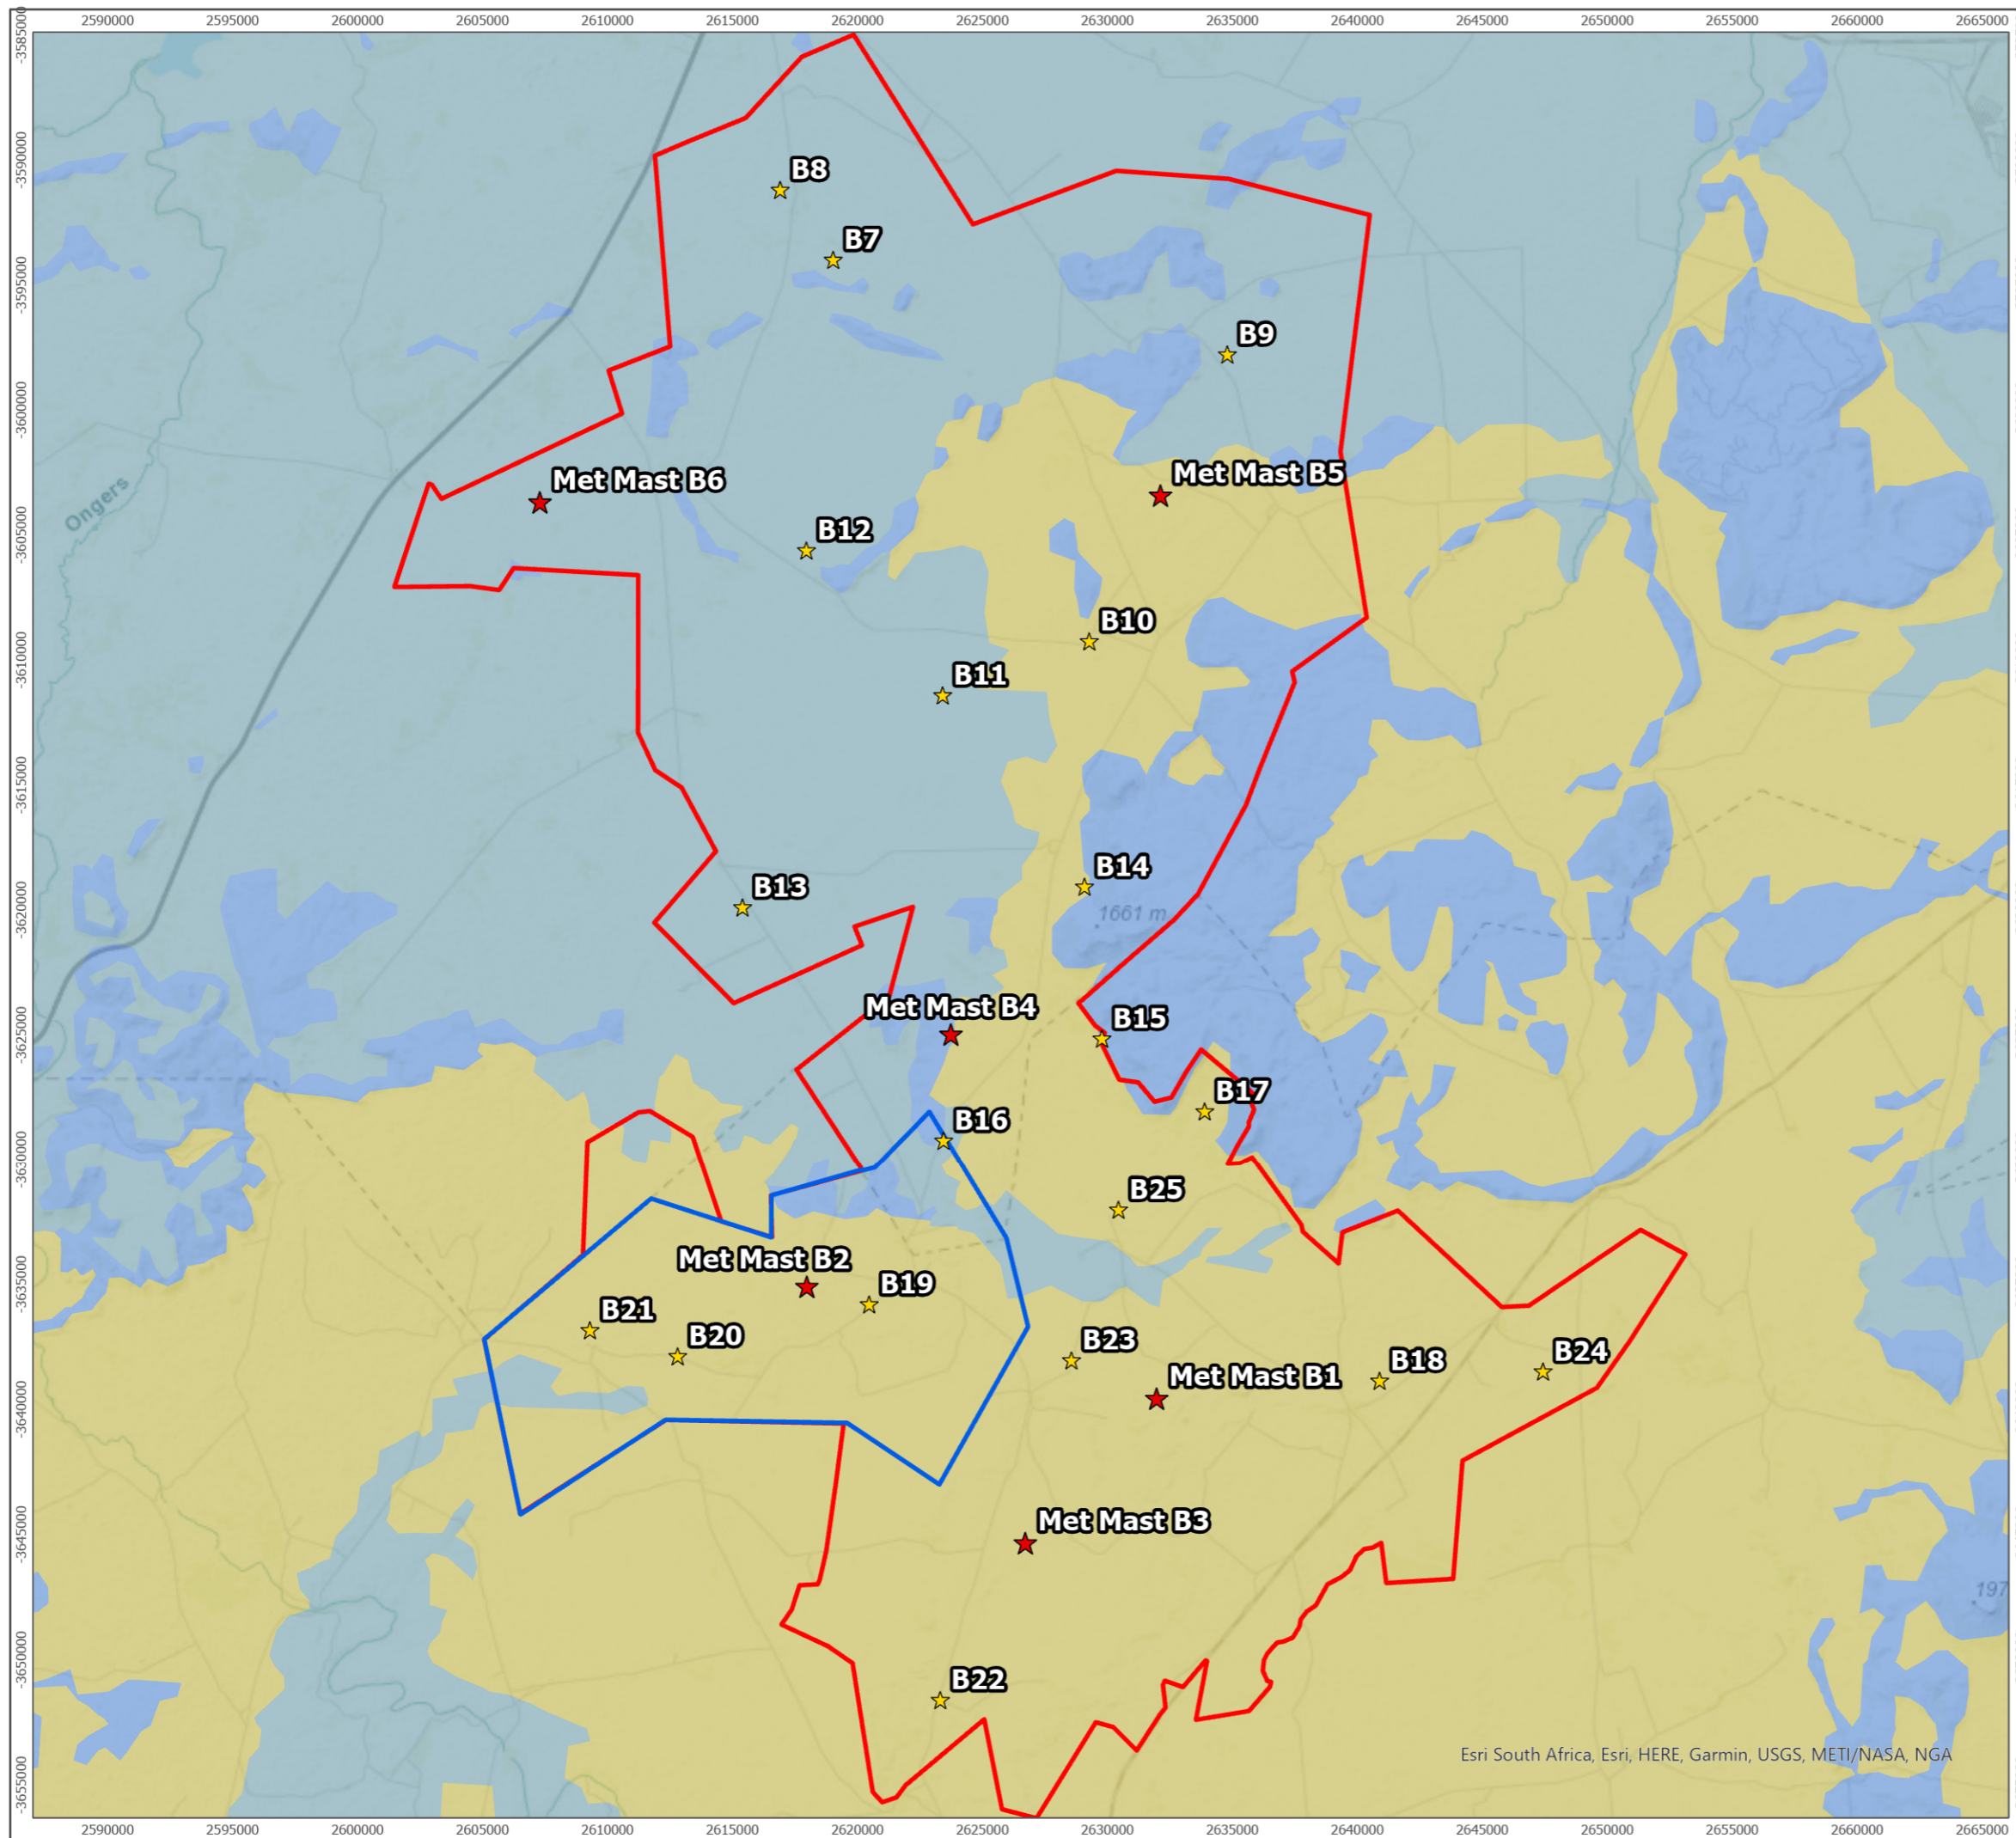 2590000 2595000 2600000 2605000 2610000 2615000 2620000 2625000 2630000 2635000 2640000 2645000 2650000 2655000 2660000 2665000
-3585000
-3590000
-3595000
-3600000
-3605000
-3610000
-3615000
-3620000
-3625000
-3630000
-3635000
-3640000
-3645000
-3650000
-3655000
B8
B7
B9
Met Mast B5
Met Mast B6
Ongers
B12
B10
B11
B14
B13
1661 m
Met Mast B4
B15
B17
B16
B25
Met Mast B2
B19
B21
B20
B23
B24
B18
Met Mast B1
Met Mast B3
197
B22
Esri South Africa, Esri, HERE, Garmin, USGS, METI/NASA, NGA
2590000 2595000 2600000 2605000 2610000 2615000 2620000 2625000 2630000 2635000 2640000 2645000 2650000 2655000 2660000 2665000